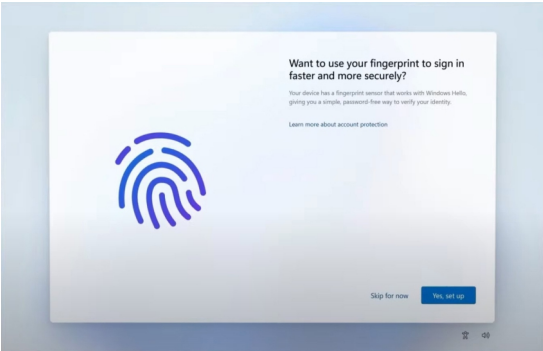 Want to use your fingerprint to sign in
faster and more securely?
Your device has a fingerprint sensor that works with Windows Hello,
giving you a simple, password-free way to verify your identity.
Learn more about account protection
Skip for now
Yes, set up